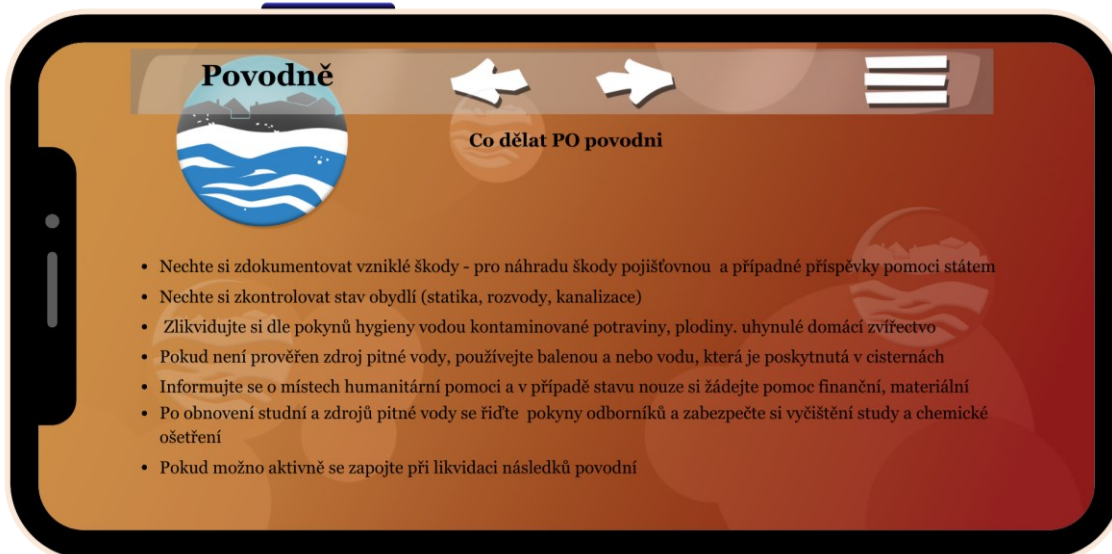 Povodně
Co dělat PO povodni
• Nechte si zdokumentovat vzniklé škody - pro náhradu škody pojišťovnou  a případné příspěvky pomoci státem
• Nechte si zkontrolovat stav obydlí (statika, rozvody, kanalizace)
• Zlikvidujte si dle pokynů hygieny vodou kontaminované potraviny, plodiny. uhynulé domácí zvířectvo
• Pokud není prověřen zdroj pitné vody, používejte balenou a nebo vodu, která je poskytnutá v cisternách
• Informujte se o místech humanitární pomoci a v případě stavu nouze si žádejte pomoc finanční, materiální
• Po obnovení studní a zdrojů pitné vody se řiďte  pokyny odborníků a zabezpečte si vyčištění study a chemické
ošetření
• Pokud možno aktivně se zapojte při likvidaci následků povodní